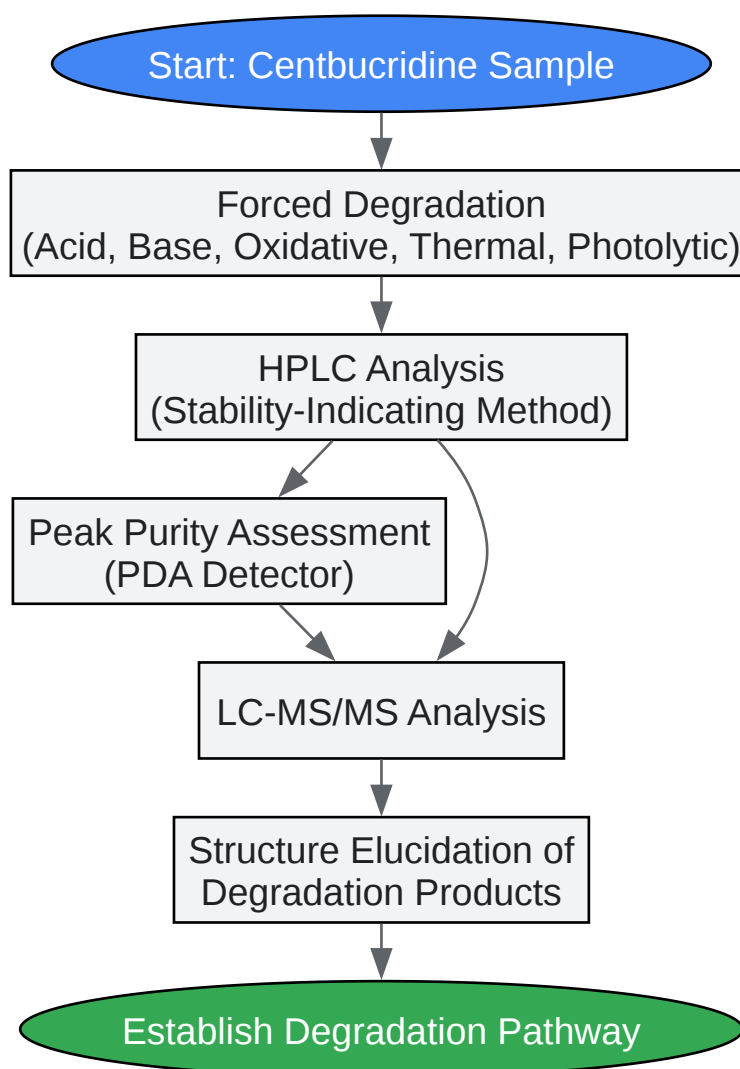 Start: Centbucridine Sample
Forced Degradation
(Acid, Base, Oxidative, Thermal, Photolytic)
HPLC Analysis
(Stability-Indicating Method)
Peak Purity Assessment
(PDA Detector)
LC-MS/MS Analysis
Structure Elucidation of
Degradation Products
Establish Degradation Pathway